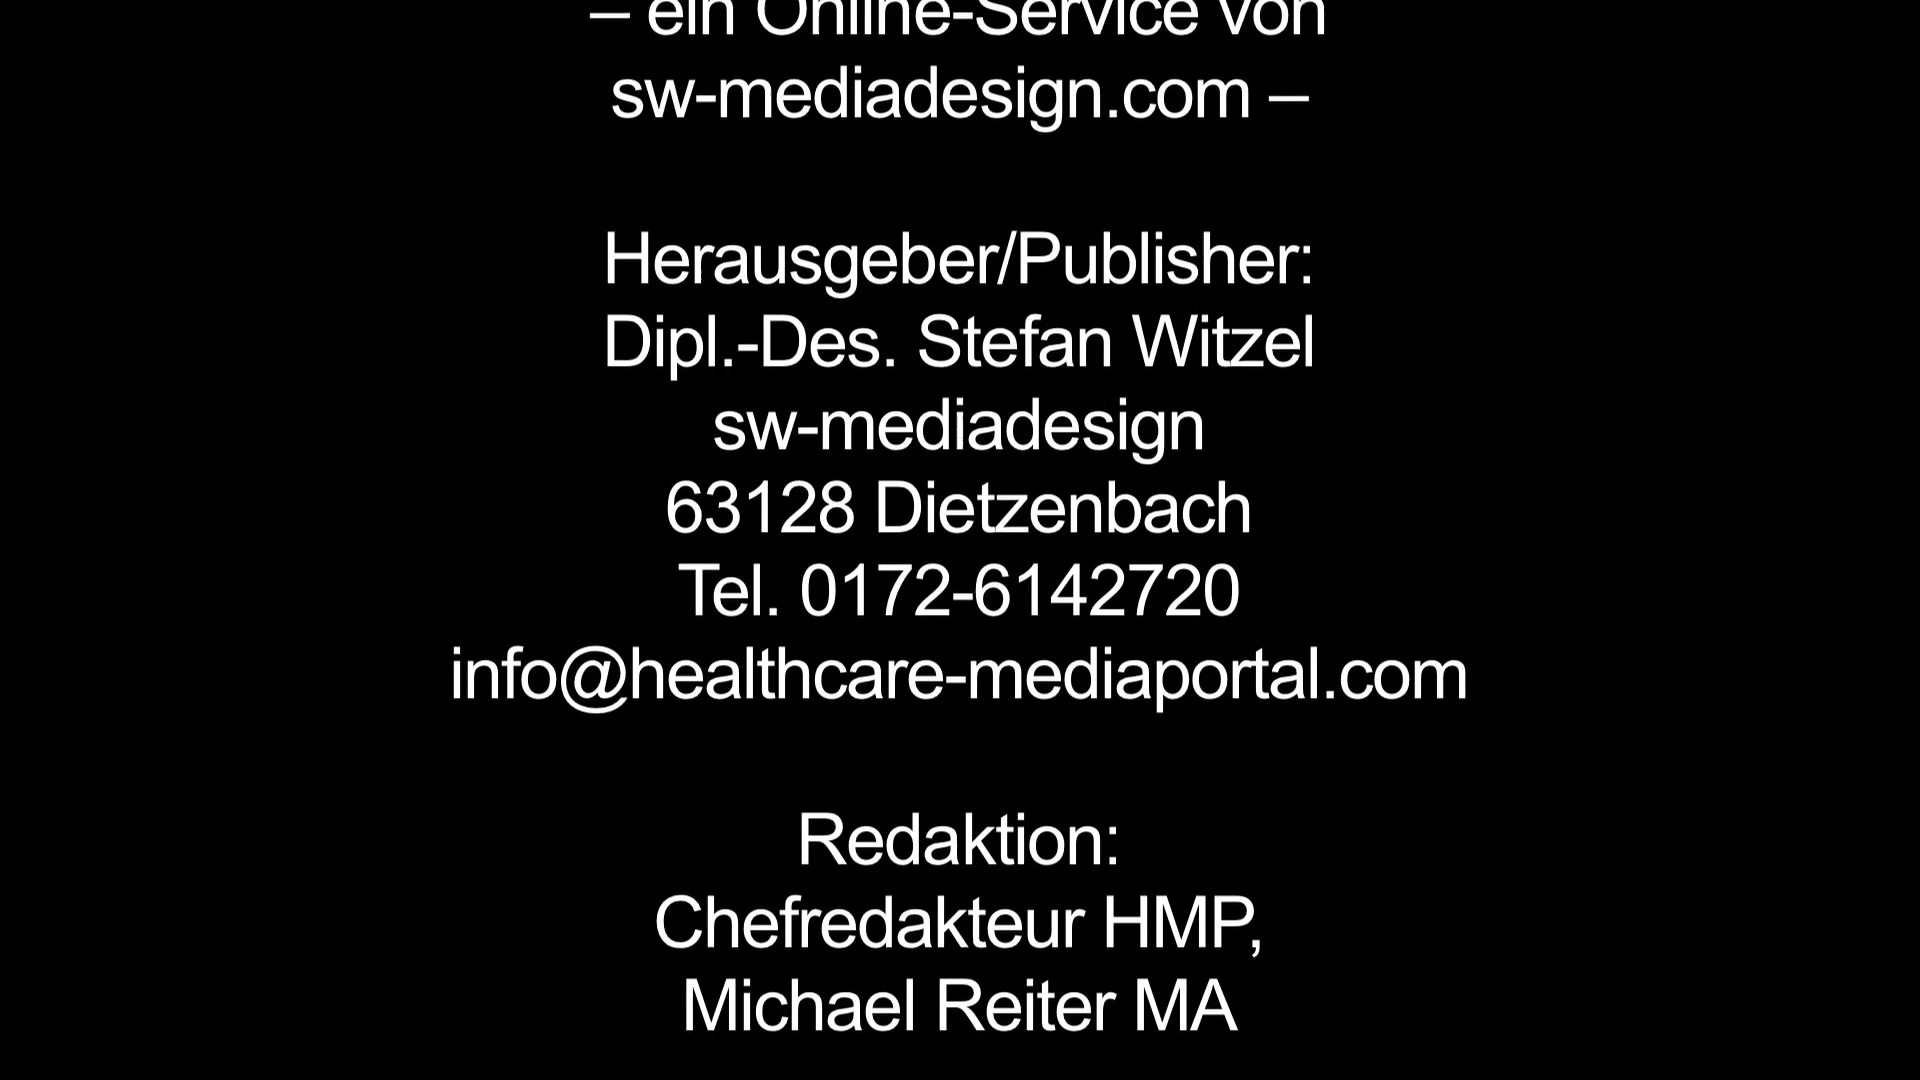 – ein Online-Service von
sw-mediadesign.com –
Herausgeber/Publisher:
Dipl.-Des. Stefan Witzel
sw-mediadesign
63128 Dietzenbach
Tel. 0172-6142720
info@healthcare-mediaportal.com
Redaktion:
Chefredakteur HMP,
Michael Reiter MA